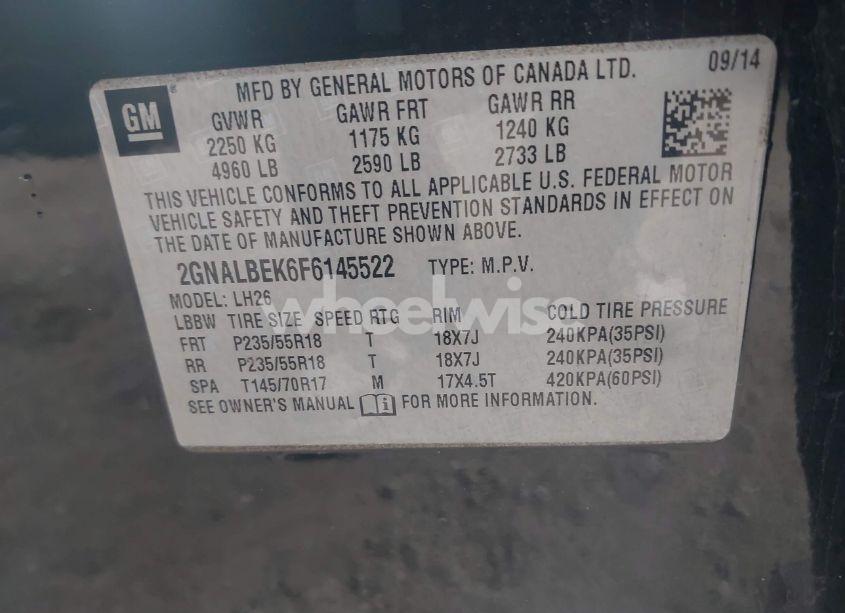 GM
MFD BY GENERAL MOTORS OF CANADA LTD. 09/14
GVWR GAWR FRT GAWR RR
2250 KG 1175 KG 1240 KG
4960 LB 2590 LB 2733 LB
THIS VEHICLE CONFORMS TO ALL APPLICABLE U.S. FEDERAL MOTOR
VEHICLE SAFETY AND THEFT PREVENTION STANDARDS IN EFFECT ON
THE DATE OF MANUFACTURE SHOWN ABOVE.
2GNALBEK6F6145522 TYPE: M.P.V.
MODEL: LH26
wheelwise
LBBW TIRE SIZE SPEED RTG RIM COLD TIRE PRESSURE
FRT P235/55R18 T 18X7J 240KPA(35PSI)
RR P235/55R18 T 18X7J 240KPA(35PSI)
SPA T145/70R17 M 17X4.5T 420KPA(60PSI)
SEE OWNER'S MANUAL FOR MORE INFORMATION.